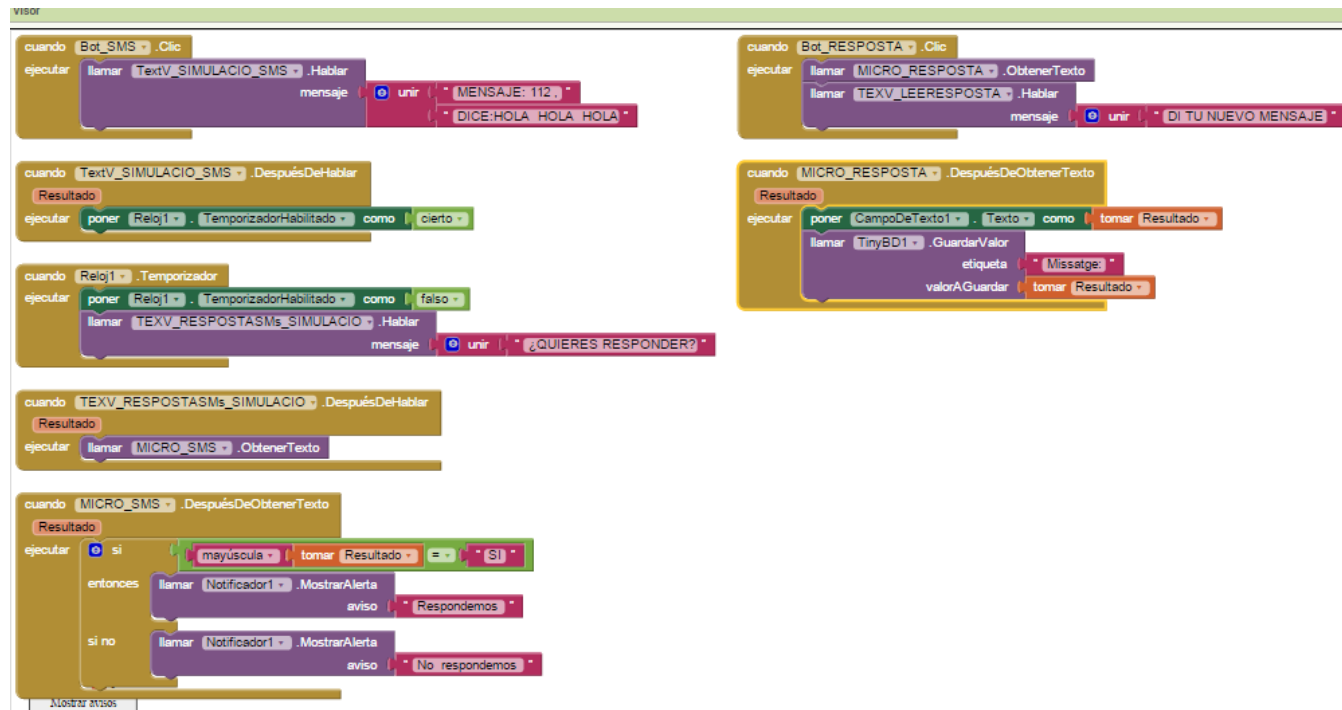 Visor
cuando Bot_SMS .Clic
ejecutar llamar TextV_SIMULACIO_SMS .Hablar
mensaje unir " MENSAJE: 112 , "
" DICE:HOLA HOLA HOLA "
cuando TextV_SIMULACIO_SMS .DespuésDeHablar
Resultado
ejecutar poner Reloj1 . TemporizadorHabilitado como cierto
cuando Reloj1 .Temporizador
ejecutar poner Reloj1 . TemporizadorHabilitado como falso
llamar TEXV_RESPOSTASMs_SIMULACIO .Hablar
mensaje unir " ¿QUIERES RESPONDER? "
cuando TEXV_RESPOSTASMs_SIMULACIO .DespuésDeHablar
Resultado
ejecutar llamar MICRO_SMS .ObtenerTexto
cuando MICRO_SMS .DespuésDeObtenerTexto
Resultado
ejecutar si mayúscula tomar Resultado = " SI "
entonces llamar Notificador1 .MostrarAlerta
aviso " Respondemos "
si no llamar Notificador1 .MostrarAlerta
aviso " No respondemos "
Mostrar avisos
cuando Bot_RESPOSTA .Clic
ejecutar llamar MICRO_RESPOSTA .ObtenerTexto
llamar TEXV_LEERESPOSTA .Hablar
mensaje unir " DI TU NUEVO MENSAJE "
cuando MICRO_RESPOSTA .DespuésDeObtenerTexto
Resultado
ejecutar poner CampoDeTexto1 . Texto como tomar Resultado
llamar TinyBD1 .GuardarValor
etiqueta " Missatge: "
valorAGuardar tomar Resultado